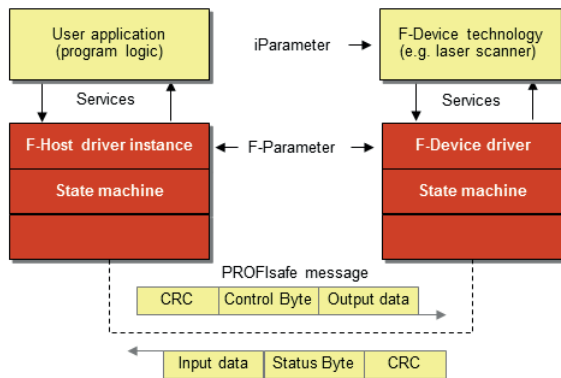 User application
(program logic)
iParameter
F-Device technology
(e.g. laser scanner)
Services
Services
F-Host driver instance
F-Parameter
F-Device driver
State machine
State machine
PROFIsafe message
CRC Control Byte Output data
Input data Status Byte CRC